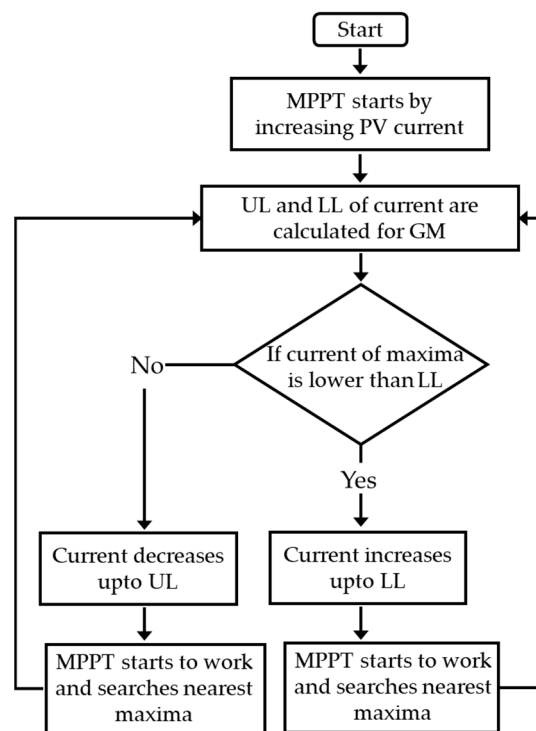 Start
MPPT starts by
increasing PV current
UL and LL of current are
calculated for GM
If current of maxima
is lower than LL
No
Yes
Current decreases
upto UL
Current increases
upto LL
MPPT starts to work
and searches nearest
maxima
MPPT starts to work
and searches nearest
maxima